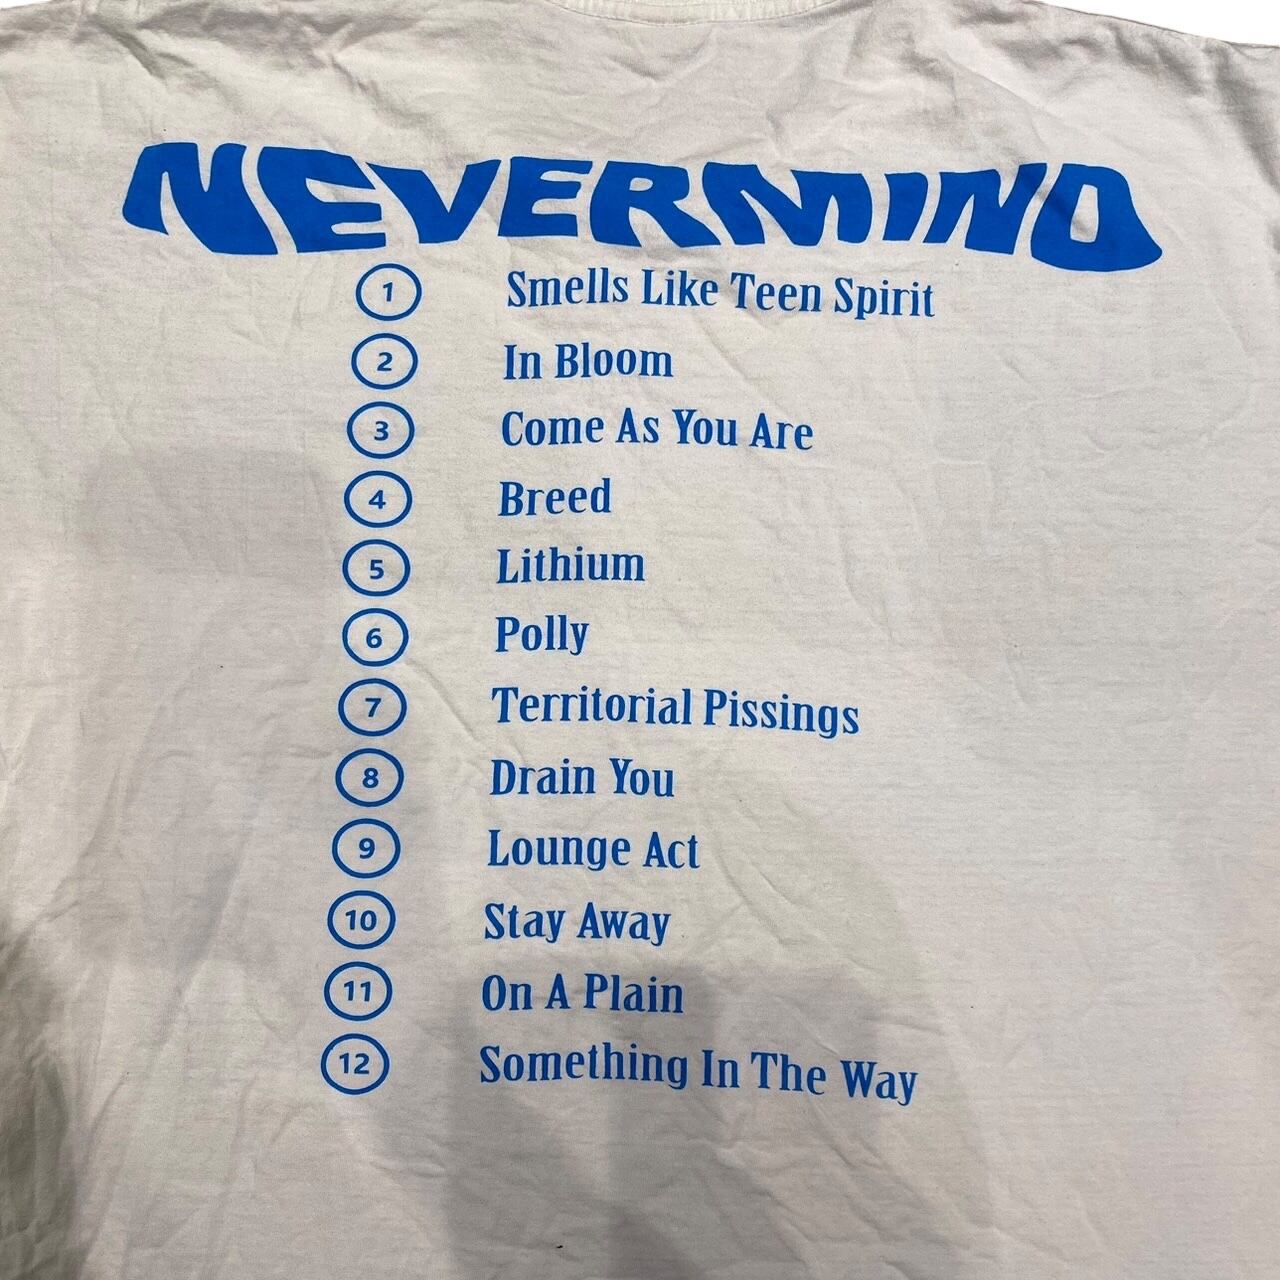 NEVERMIND
1 Smells Like Teen Spirit
2 In Bloom
3 Come As You Are
4 Breed
5 Lithium
6 Polly
7 Territorial Pissings
8 Drain You
9 Lounge Act
10 Stay Away
11 On A Plain
12 Something In The Way